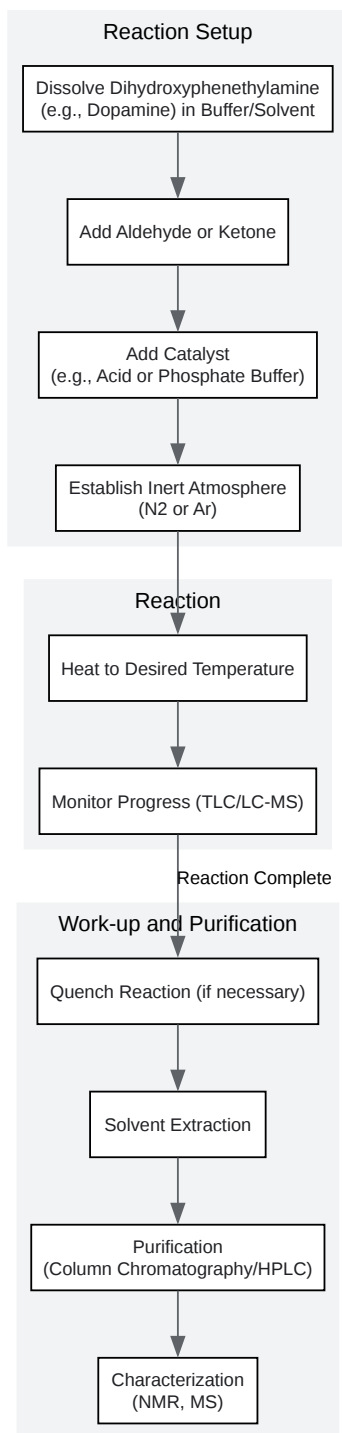 Reaction Setup
Dissolve Dihydroxyphenethylamine
(e.g., Dopamine) in Buffer/Solvent
Add Aldehyde or Ketone
Add Catalyst
(e.g., Acid or Phosphate Buffer)
Establish Inert Atmosphere
(N2 or Ar)
Reaction
Heat to Desired Temperature
Monitor Progress (TLC/LC-MS)
Reaction Complete
Work-up and Purification
Quench Reaction (if necessary)
Solvent Extraction
Purification
(Column Chromatography/HPLC)
Characterization
(NMR, MS)